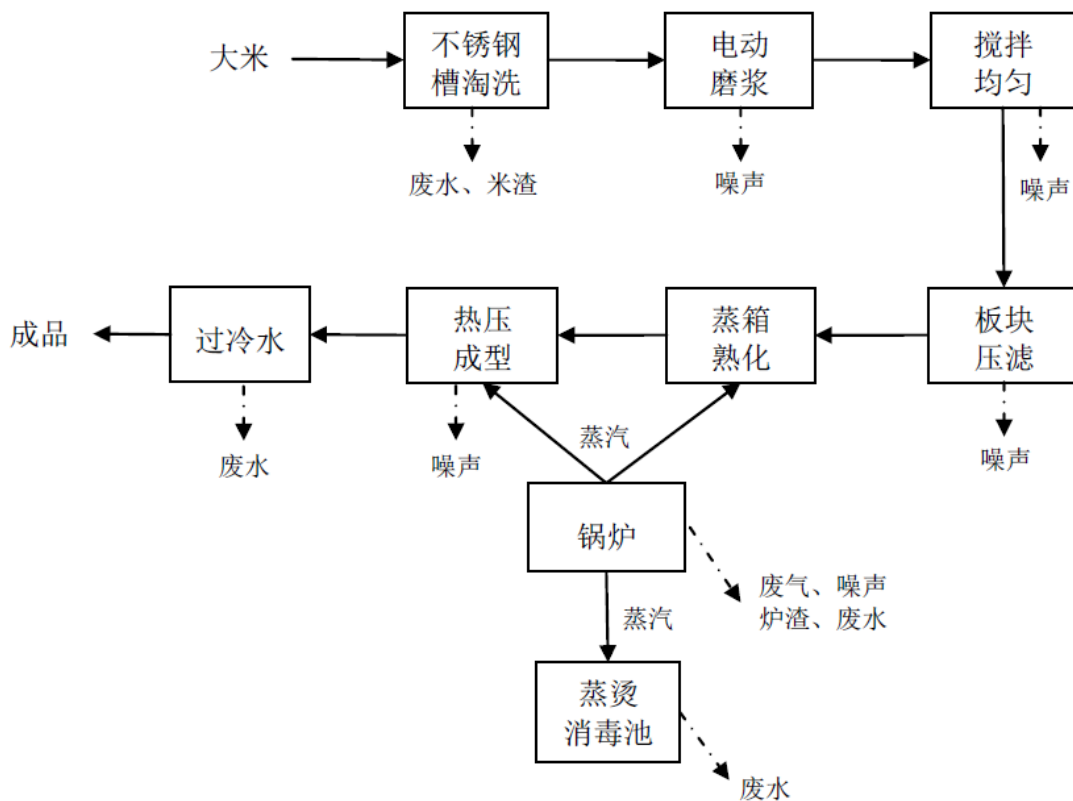 大米
不锈钢
槽淘洗
电动
磨浆
搅拌
均匀
废水、米渣
噪声
噪声
成品
过冷水
热压
成型
蒸箱
熟化
板块
压滤
废水
噪声
蒸汽
噪声
锅炉
废气、噪声
炉渣、废水
蒸汽
蒸烫
消毒池
废水